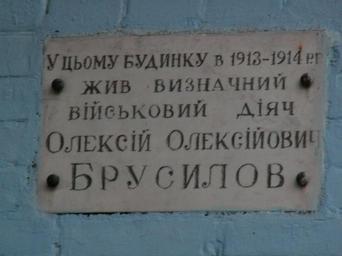 У ЦЬОМУ БУДИНКУ В 1913-1914 рр
ЖИВ ВИЗНАЧНИЙ
ВІЙСЬКОВИЙ ДІЯЧ
ОЛЕКСІЙ ОЛЕКСІЙОВИЧ
БРУСИЛОВ